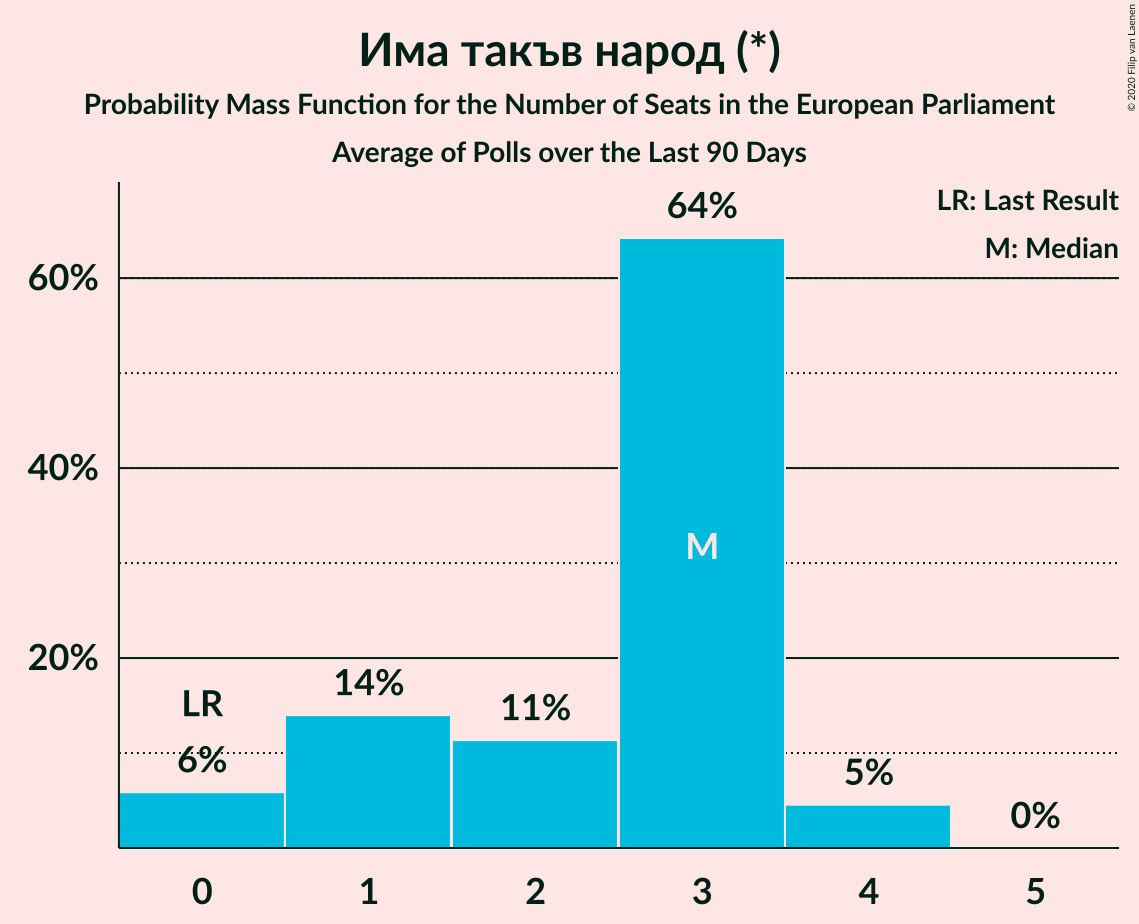 Има такъв народ (*)
Probability Mass Function for the Number of Seats in the European Parliament
Average of Polls over the Last 90 Days
© 2020 Filip van Laenen
LR: Last Result
M: Median
64%
60%
40%
M
20%
14%
LR
11%
6%
5%
0%
0 1 2 3 4 5